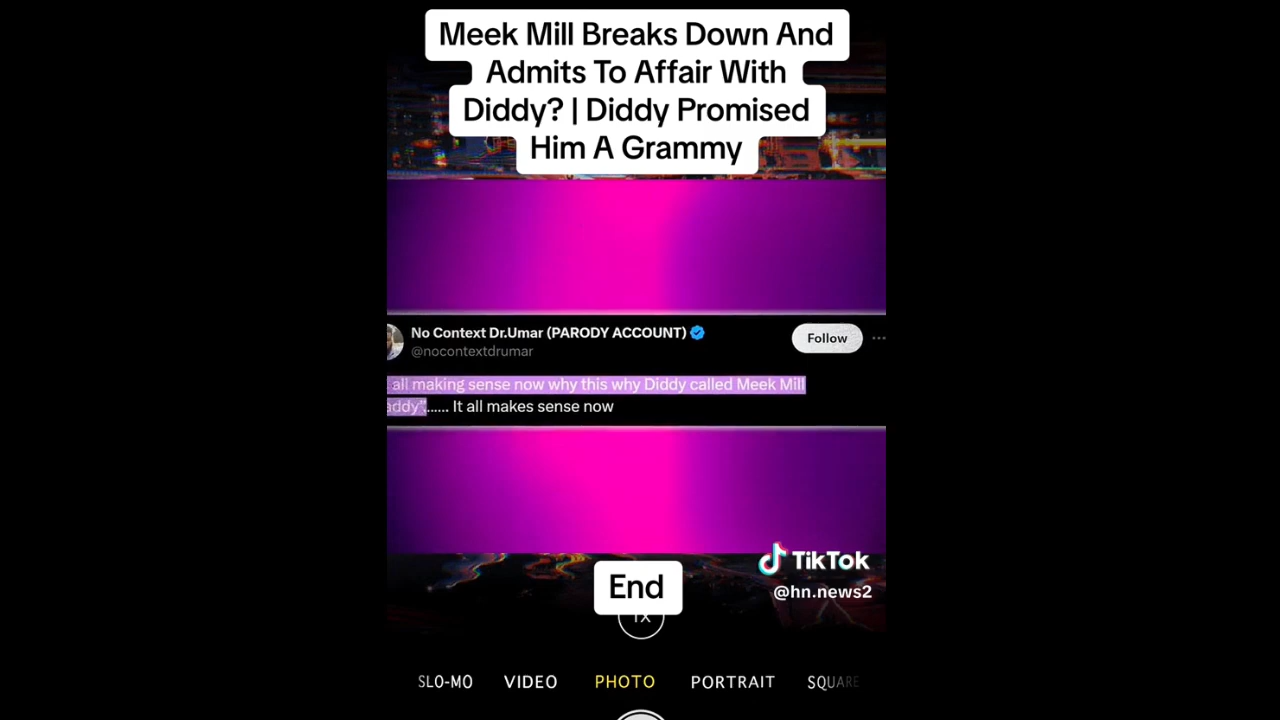 Meek Mill Breaks Down And
Admits To Affair With
Diddy? | Diddy Promised
Him A Grammy
No Context Dr.Umar (PARODY ACCOUNT)
Follow
@nocontextdrumar
all making sense now why this why Diddy called Meek Mill
addy”...... It all makes sense now
TikTok
End
@hn.news2
1X
SLO-MO VIDEO PHOTO PORTRAIT SQUARE